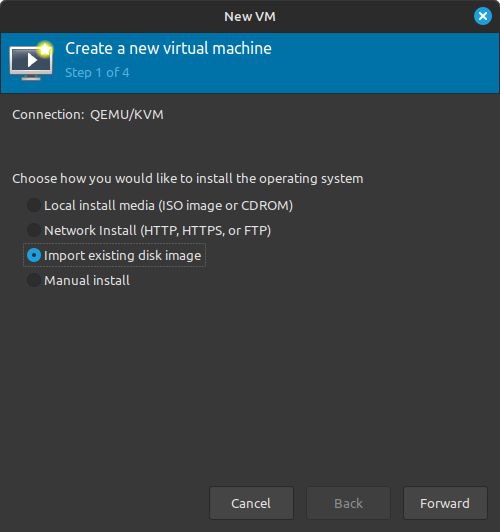 New VM
Create a new virtual machine
Step 1 of 4
Connection: QEMU/KVM
Choose how you would like to install the operating system
Local install media (ISO image or CDROM)
Network Install (HTTP, HTTPS, or FTP)
Import existing disk image
Manual install
Cancel Back Forward